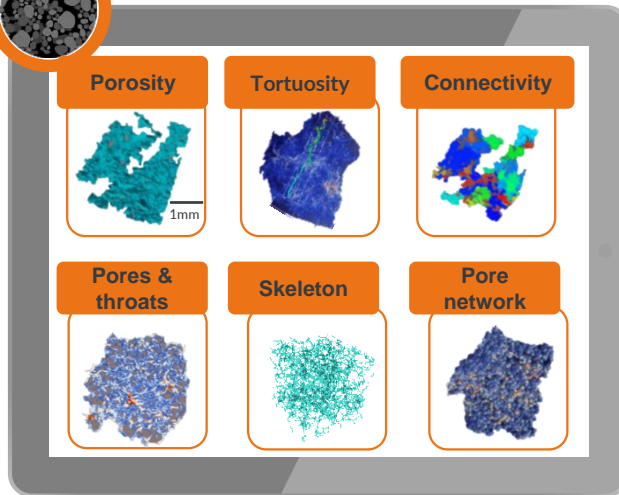 Porosity
Tortuosity
Connectivity
1mm
Pores &
throats
Skeleton
Pore
network